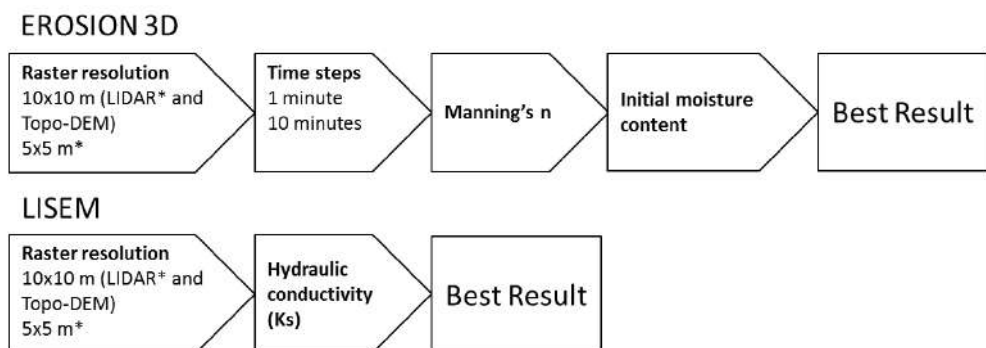 EROSION 3D
Raster resolution
10x10 m (LIDAR* and
Topo-DEM)
5x5 m*
Time steps
1 minute
10 minutes
Manning's n
Initial moisture
content
Best Result
LISEM
Raster resolution
10x10 m (LIDAR* and
Topo-DEM)
5x5 m*
Hydraulic
conductivity
(Ks)
Best Result